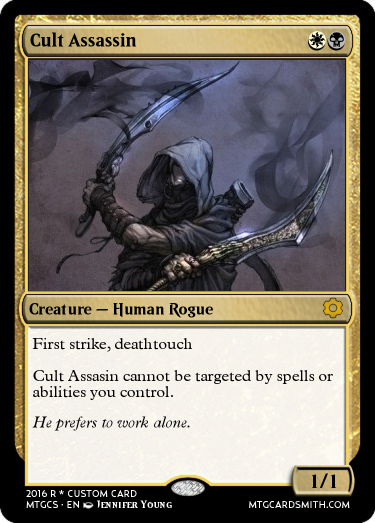 Cult Assassin
Creature — Human Rogue
First strike, deathtouch
Cult Assasin cannot be targeted by spells or
abilities you control.
He prefers to work alone.
1/1
2016 R * CUSTOM CARD
MTGCS · EN JENNIFER YOUNG
MTGCARDSMITH.COM